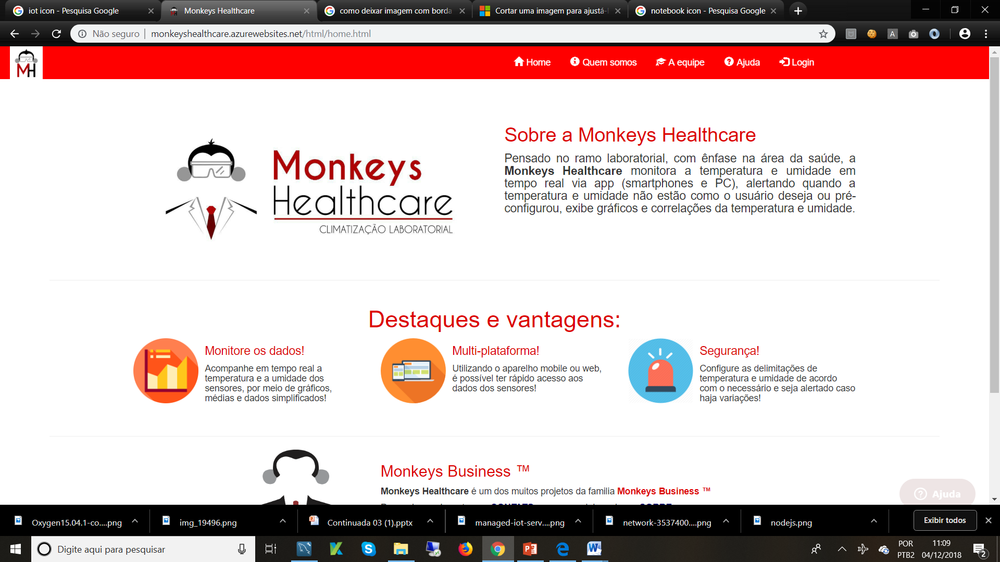 iot icon - Pesquisa Google
Monkeys Healthcare
como deixar imagem com borda
Cortar uma imagem para ajustá-l
notebook icon - Pesquisa Google
Não seguro | monkeyshealthcare.azurewebsites.net/html/home.html
MH
Home
Quem somos
A equipe
Ajuda
Login
Monkeys
Healthcare
CLIMATIZAÇÃO LABORATORIAL
Sobre a Monkeys Healthcare
Pensado no ramo laboratorial, com ênfase na área da saúde, a
Monkeys Healthcare monitora a temperatura e umidade em
tempo real via app (smartphones e PC), alertando quando a
temperatura e umidade não estão como o usuário deseja ou pré-
configurou, exibe gráficos e correlações da temperatura e umidade.
Destaques e vantagens:
Monitore os dados!
Acompanhe em tempo real a
temperatura e a umidade dos
sensores, por meio de gráficos,
médias e dados simplificados!
Multi-plataforma!
Utilizando o aparelho mobile ou web,
é possível ter rápido acesso aos
dados dos sensores!
Segurança!
Configure as delimitações de
temperatura e umidade de acordo
com o necessário e seja alertado caso
haja variações!
Monkeys Business ™
Monkeys Healthcare é um dos muitos projetos da familia Monkeys Business ™
Ajuda
Oxygen15.04.1-co....png
img_19496.png
Continuada 03 (1).pptx
managed-iot-serv....png
network-3537400....png
nodejs.png
Exibir todos
Digite aqui para pesquisar
POR
PTB2
11:09
04/12/2018
2